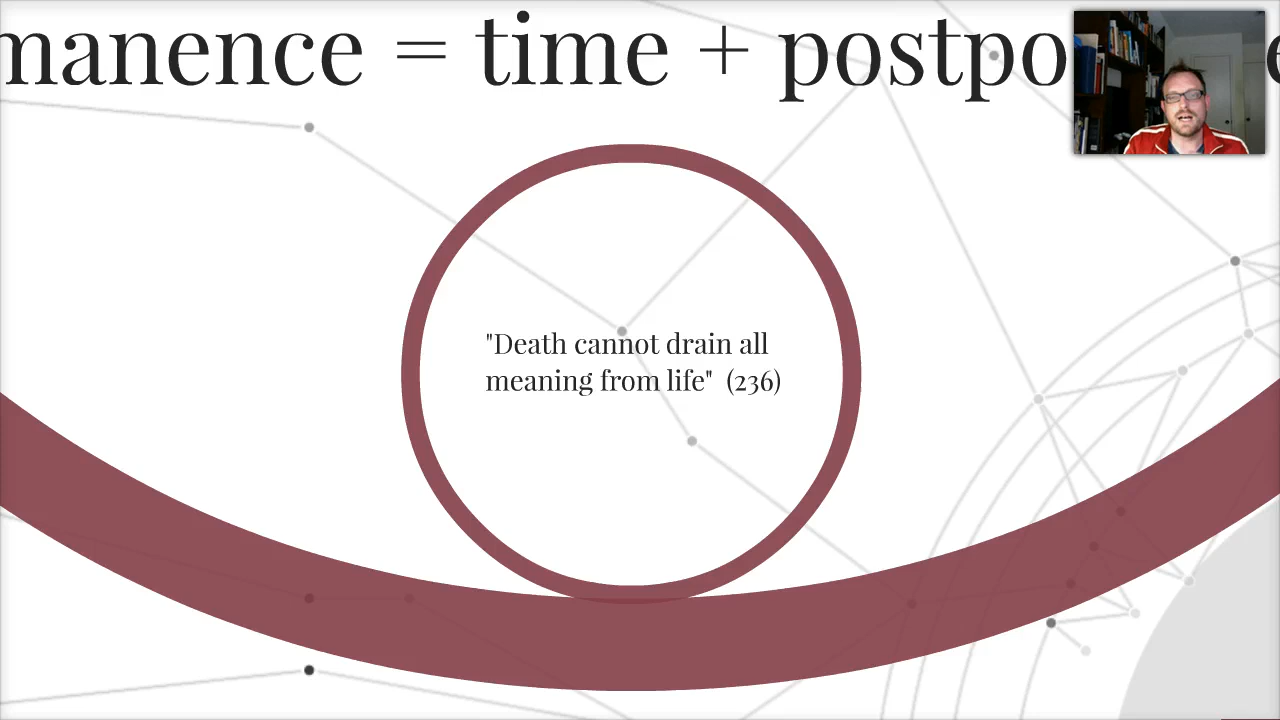 manence = time + postpo
"Death cannot drain all
meaning from life" (236)